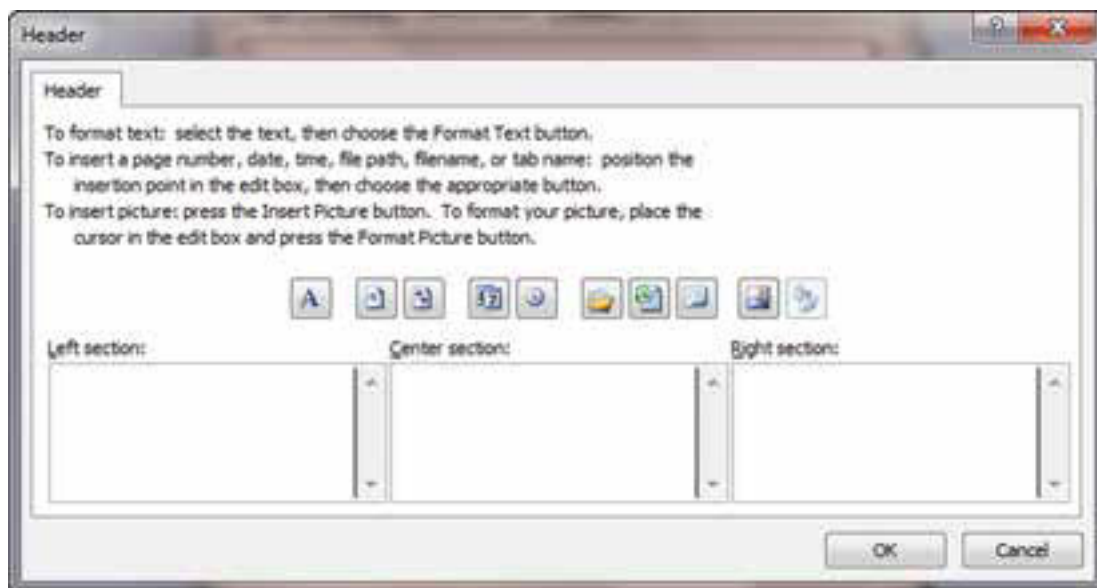 Header
Header
To format text: select the text, then choose the Format Text button.
To insert a page number, date, time, file path, filename, or tab name: position the
insertion point in the edit box, then choose the appropriate button.
To insert picture: press the Insert Picture button. To format your picture, place the
cursor in the edit box and press the Format Picture button.
A
Left section:
Center section:
Right section:
OK
Cancel